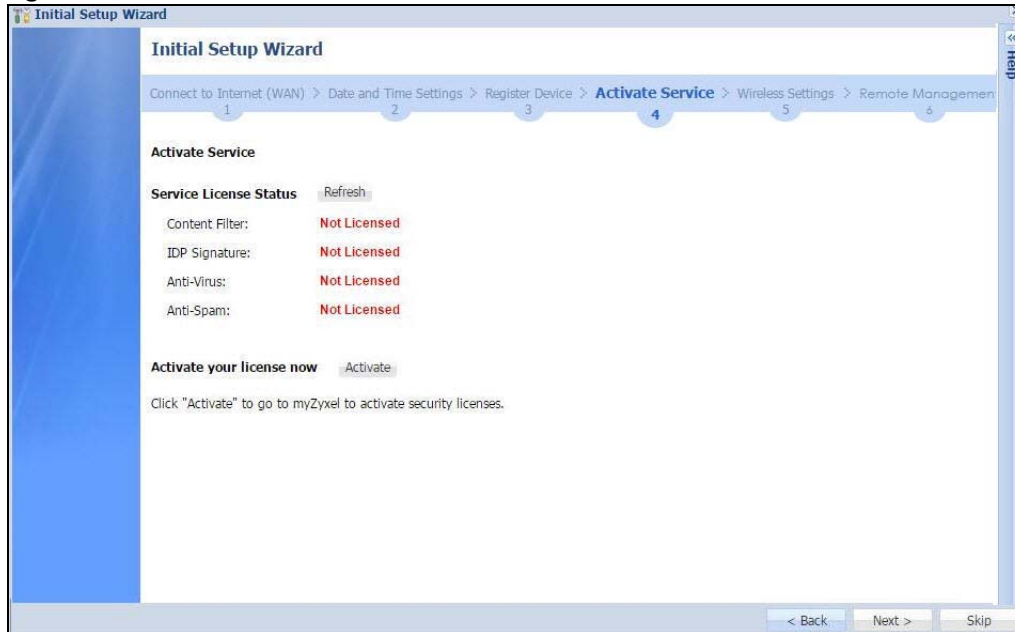 Initial Setup Wizard
Help
Initial Setup Wizard
Connect to Internet (WAN) > Date and Time Settings > Register Device > Activate Service > Wireless Settings > Remote Managemen
1 2 3 4 5 6
Activate Service
Service License Status Refresh
Content Filter: Not Licensed
IDP Signature: Not Licensed
Anti-Virus: Not Licensed
Anti-Spam: Not Licensed
Activate your license now Activate
Click "Activate" to go to myZyxel to activate security licenses.
< Back Next > Skip